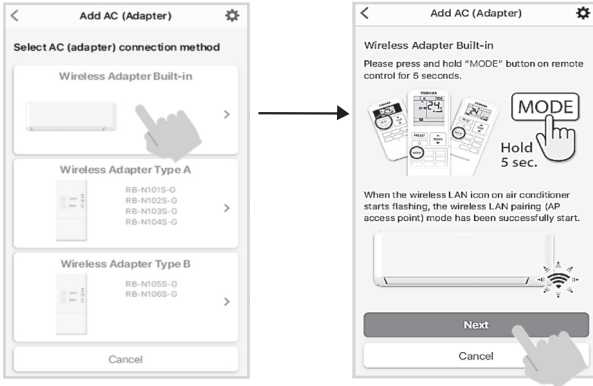 Add AC (Adapter)
Select AC (adapter) connection method
Wireless Adapter Built-in
Wireless Adapter Type A
RB-N101S-G
RB-N102S-G
RB-N103S-G
RB-N104S-G
Wireless Adapter Type B
RB-N105S-G
RB-N106S-G
Cancel
Add AC (Adapter)
Wireless Adapter Built-in
Please press and hold "MODE" button on remote
control for 5 seconds.
TOSHIBA
MODE
Hold
5 sec.
When the wireless LAN icon on air conditioner
starts flashing, the wireless LAN pairing (AP
access point) mode has been successfully start.
Next
Cancel